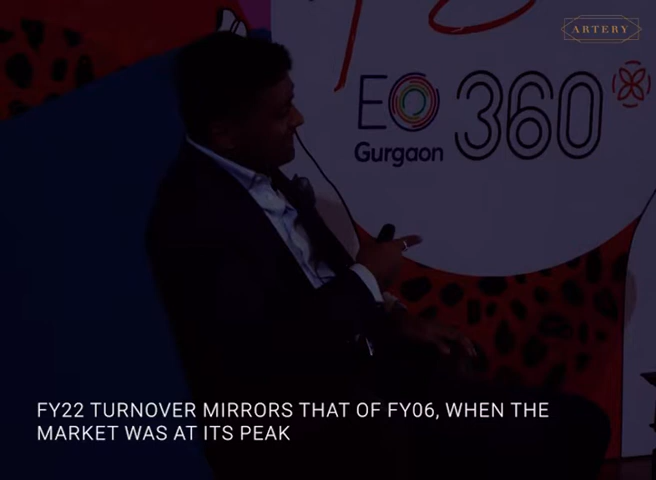 ARTERY
EO 360
Gurgaon
FY22 TURNOVER MIRRORS THAT OF FY06, WHEN THE
MARKET WAS AT ITS PEAK